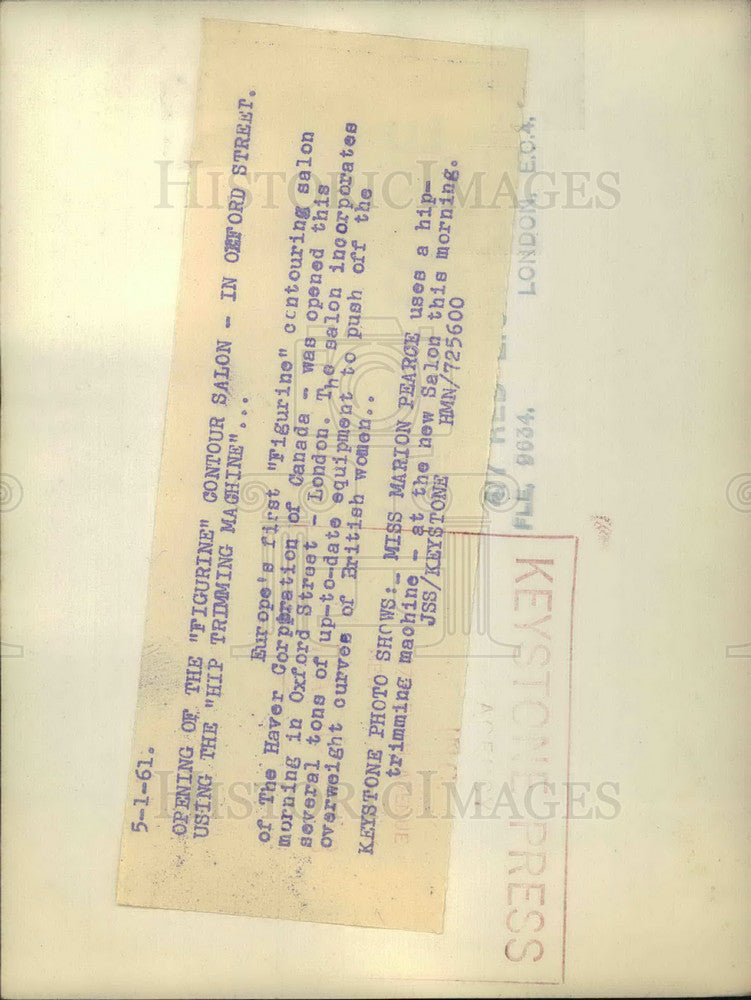 5-1-61.
OPENING OF THE "FIGURINE" CONTOUR SALON - IN OXFORD STREET.
USING THE "HIP TRIMMING MACHINE"...
Europe's first "Figurine" contouring salon
of The Haver Corporation of Canada - was opened this
morning in Oxford Street - London. The salon incorporates
several tons of up-to-date equipment to push off the
overweight curves of British women..
KEYSTONE PHOTO SHOWS:- MISS MARION PEARCE uses a hip-
trimming machine - at the new Salon this morning.
JSS/KEYSTONE HMN/725600
LONDON, E.C.4.
FLE. 9634.
KEYSTONE PRESS
HISTORIC IMAGES
HISTORIC IMAGES